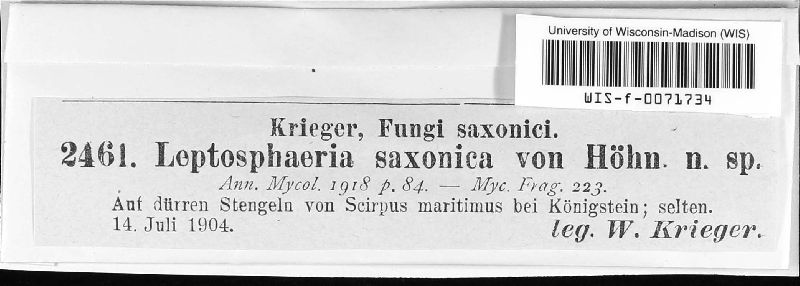 University of Wisconsin-Madison (WIS)
WIS-f-0071734
Krieger, Fungi saxonici.
2461. Leptosphaeria saxonica von Höhn. n. sp.
Ann. Mycol. 1918 p. 84. — Myc. Frag. 223.
Auf dürren Stengeln von Scirpus maritimus bei Königstein; selten.
14. Juli 1904.
leg. W. Krieger.